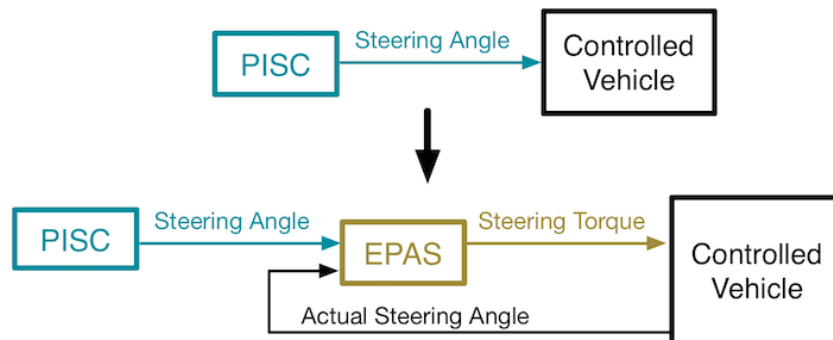 Steering Angle
PISC
Controlled
Vehicle
Steering Angle
Steering Torque
PISC
EPAS
Controlled
Vehicle
Actual Steering Angle